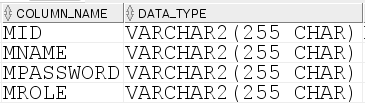 COLUMN_NAME DATA_TYPE
MID VARCHAR2(255 CHAR)
MNAME VARCHAR2(255 CHAR)
MPASSWORD VARCHAR2(255 CHAR)
MROLE VARCHAR2(255 CHAR)